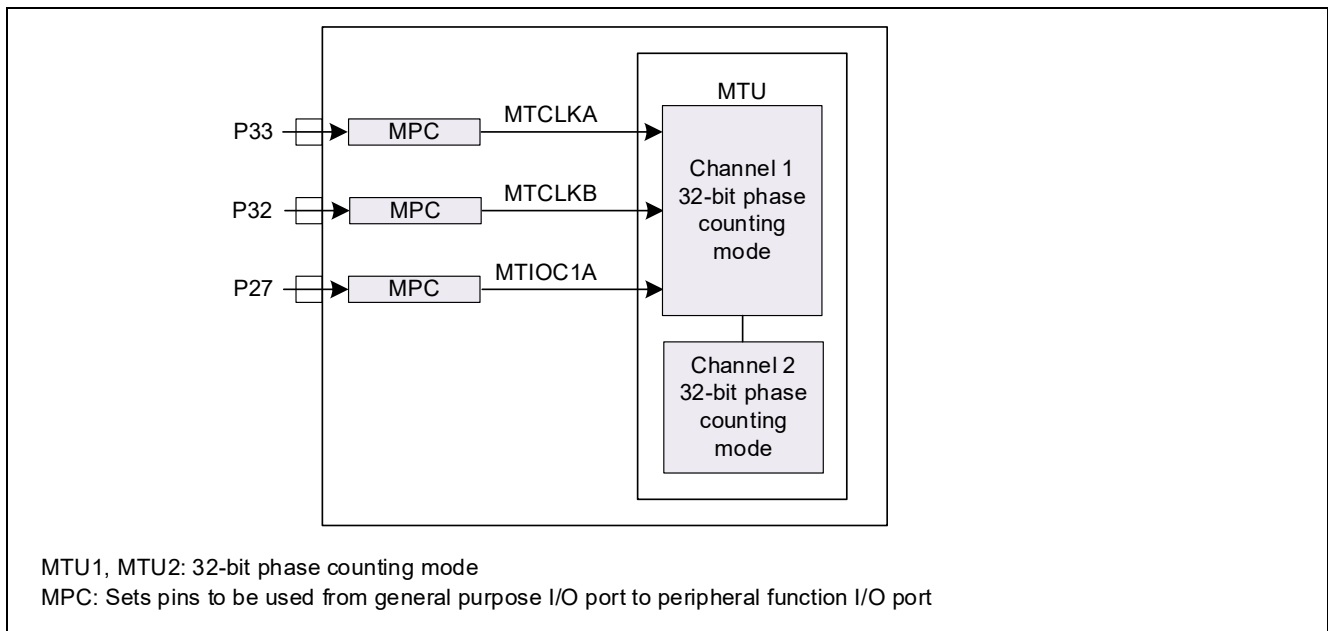 MTU
P33
MPC
MTCLKA
P32
MPC
MTCLKB
P27
MPC
MTIOC1A
Channel 1
32-bit phase
counting
mode
Channel 2
32-bit phase
counting
mode
MTU1, MTU2: 32-bit phase counting mode
MPC: Sets pins to be used from general purpose I/O port to peripheral function I/O port